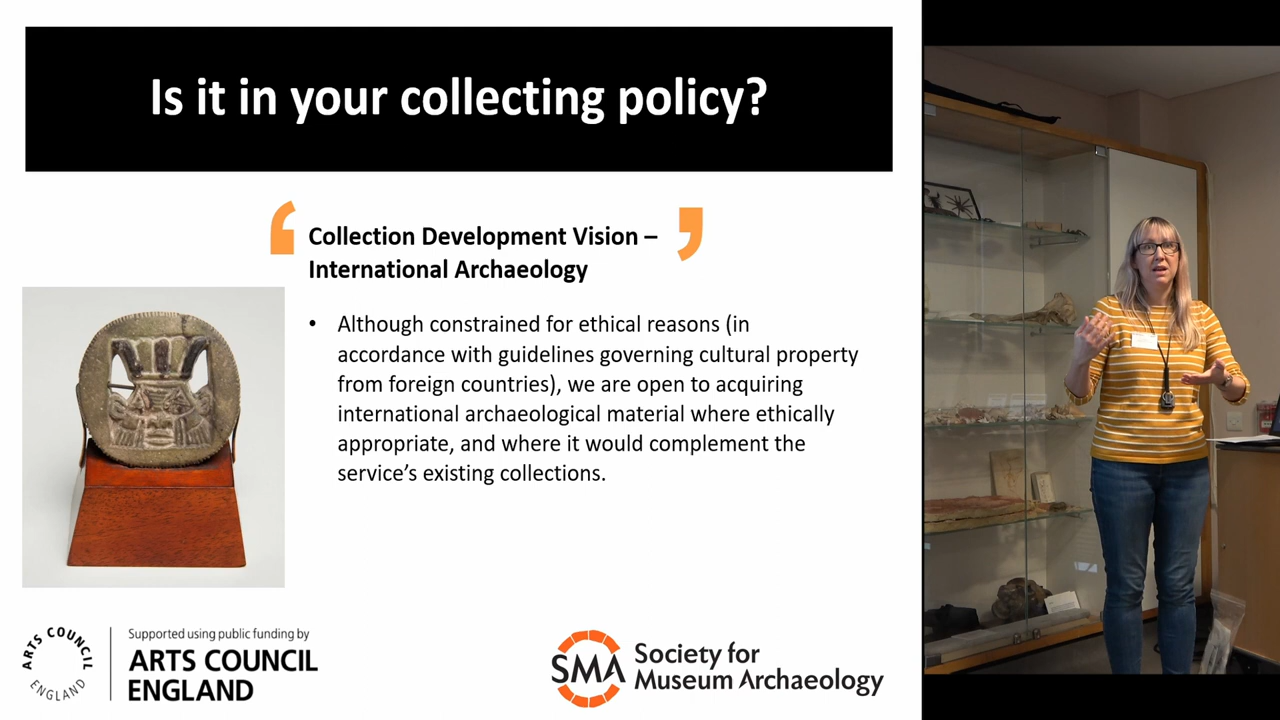 Is it in your collecting policy?
‘
Collection Development Vision –
International Archaeology
’
• Although constrained for ethical reasons (in
accordance with guidelines governing cultural property
from foreign countries), we are open to acquiring
international archaeological material where ethically
appropriate, and where it would complement the
service’s existing collections.
ARTS COUNCIL
ENGLAND
Supported using public funding by
ARTS COUNCIL
ENGLAND
SMA
Society for
Museum Archaeology